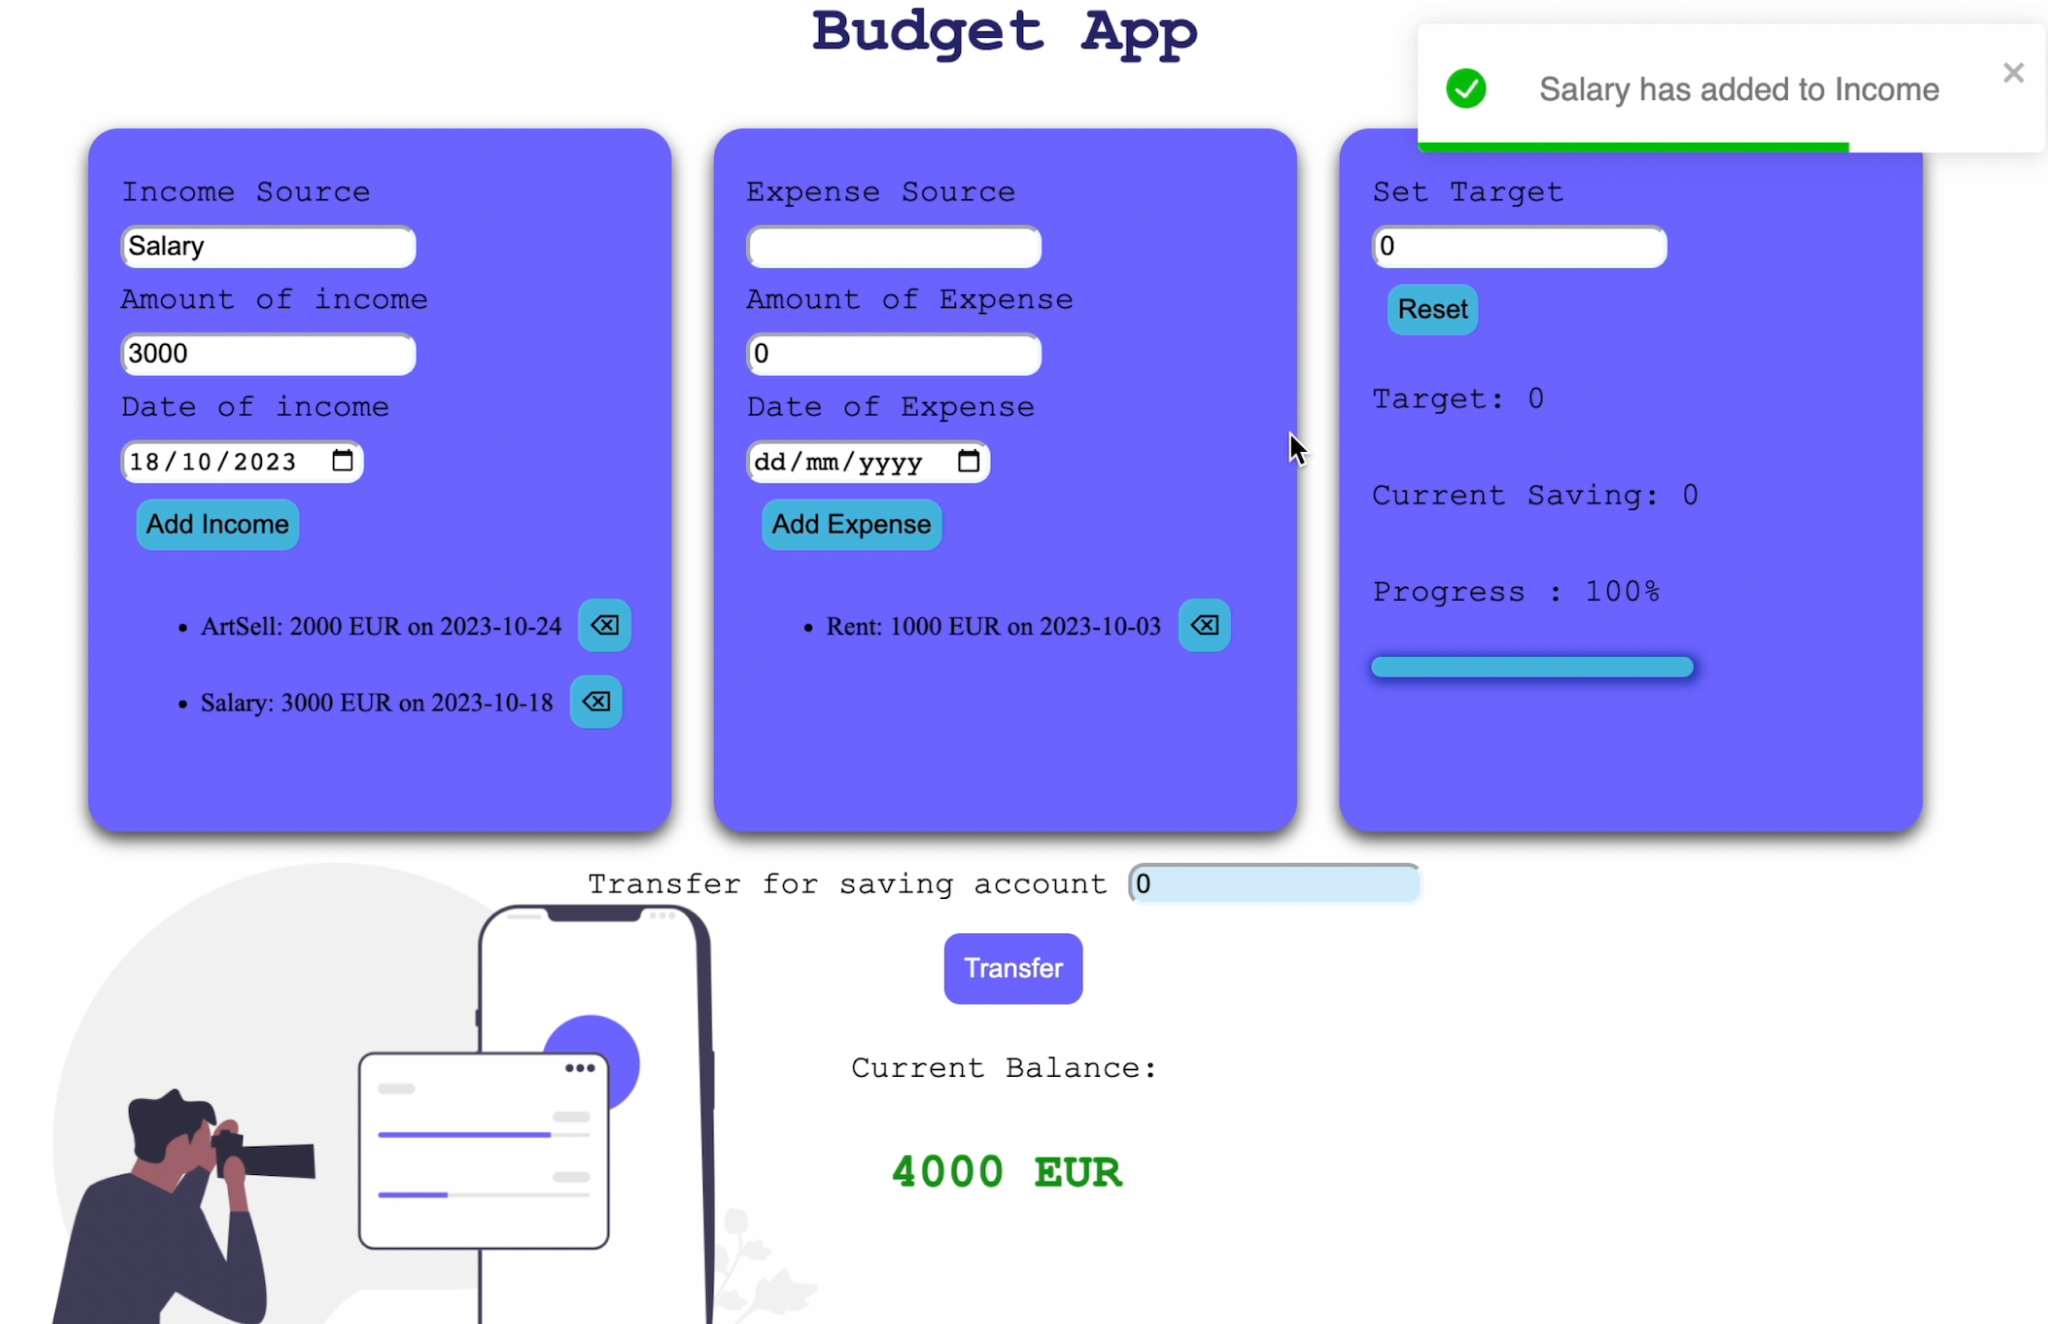 Budget App
Salary has added to Income
Income Source
Salary
Amount of income
3000
Date of income
18/10/2023
Add Income
• ArtSell: 2000 EUR on 2023-10-24
• Salary: 3000 EUR on 2023-10-18
Expense Source
Amount of Expense
0
Date of Expense
dd/mm/yyyy
Add Expense
• Rent: 1000 EUR on 2023-10-03
Set Target
0
Reset
Target: 0
Current Saving: 0
Progress : 100%
Transfer for saving account 0
Transfer
Current Balance:
4000 EUR